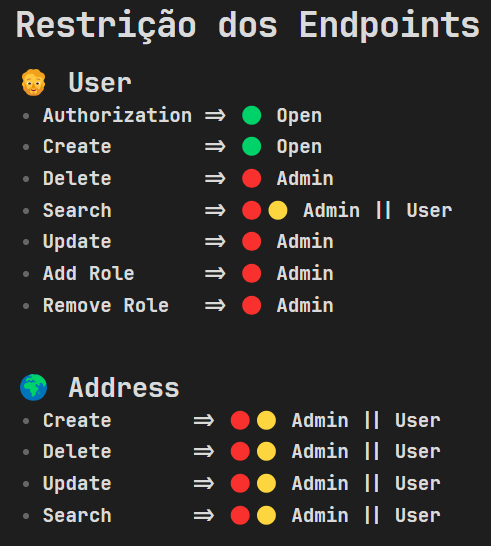 Restrição dos Endpoints
🧑 User
• Authorization => 🟢 Open
• Create => 🟢 Open
• Delete => 🔴 Admin
• Search => 🔴🟡 Admin || User
• Update => 🔴 Admin
• Add Role => 🔴 Admin
• Remove Role => 🔴 Admin
🌍 Address
• Create => 🔴🟡 Admin || User
• Delete => 🔴🟡 Admin || User
• Update => 🔴🟡 Admin || User
• Search => 🔴🟡 Admin || User